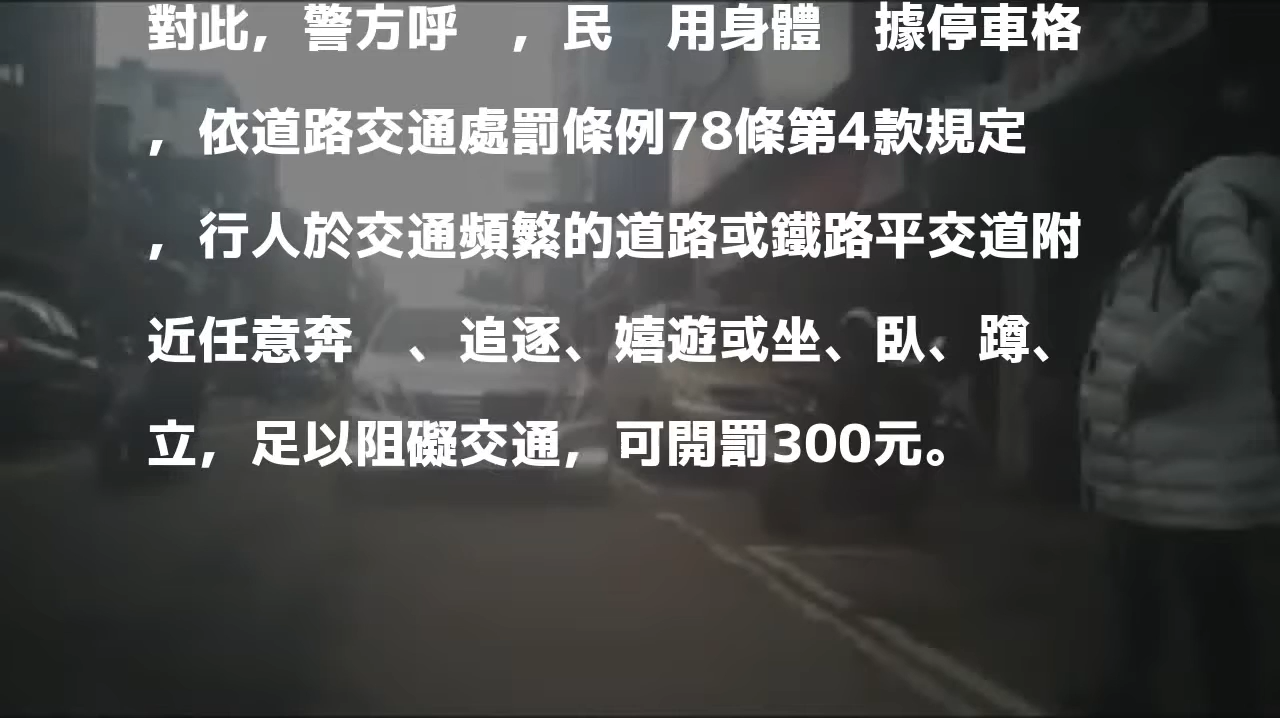 對此，警方呼　，民　用身體　據停車格
，依道路交通處罰條例78條第4款規定
，行人於交通頻繁的道路或鐵路平交道附
近任意奔　、追逐、嬉遊或坐、臥、蹲、
立，足以阻礙交通，可開罰300元。